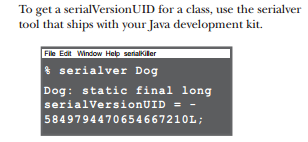 To get a serialVersionUID for a class, use the serialver
tool that ships with your Java development kit.
File Edit Window Help serialKiller
% serialver Dog
Dog: static final long
serialVersionUID = -
5849794470654667210L;